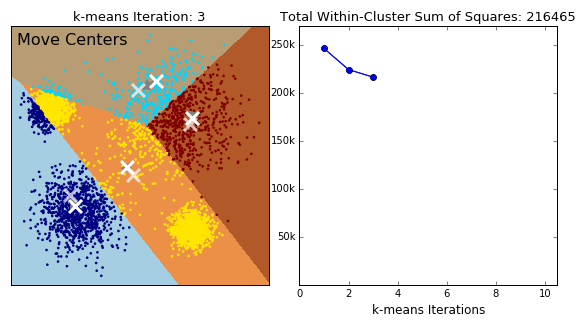 k-means Iteration: 3
Move Centers
Total Within-Cluster Sum of Squares: 216465
250k
200k
150k
100k
50k
0 2 4 6 8 10
k-means Iterations